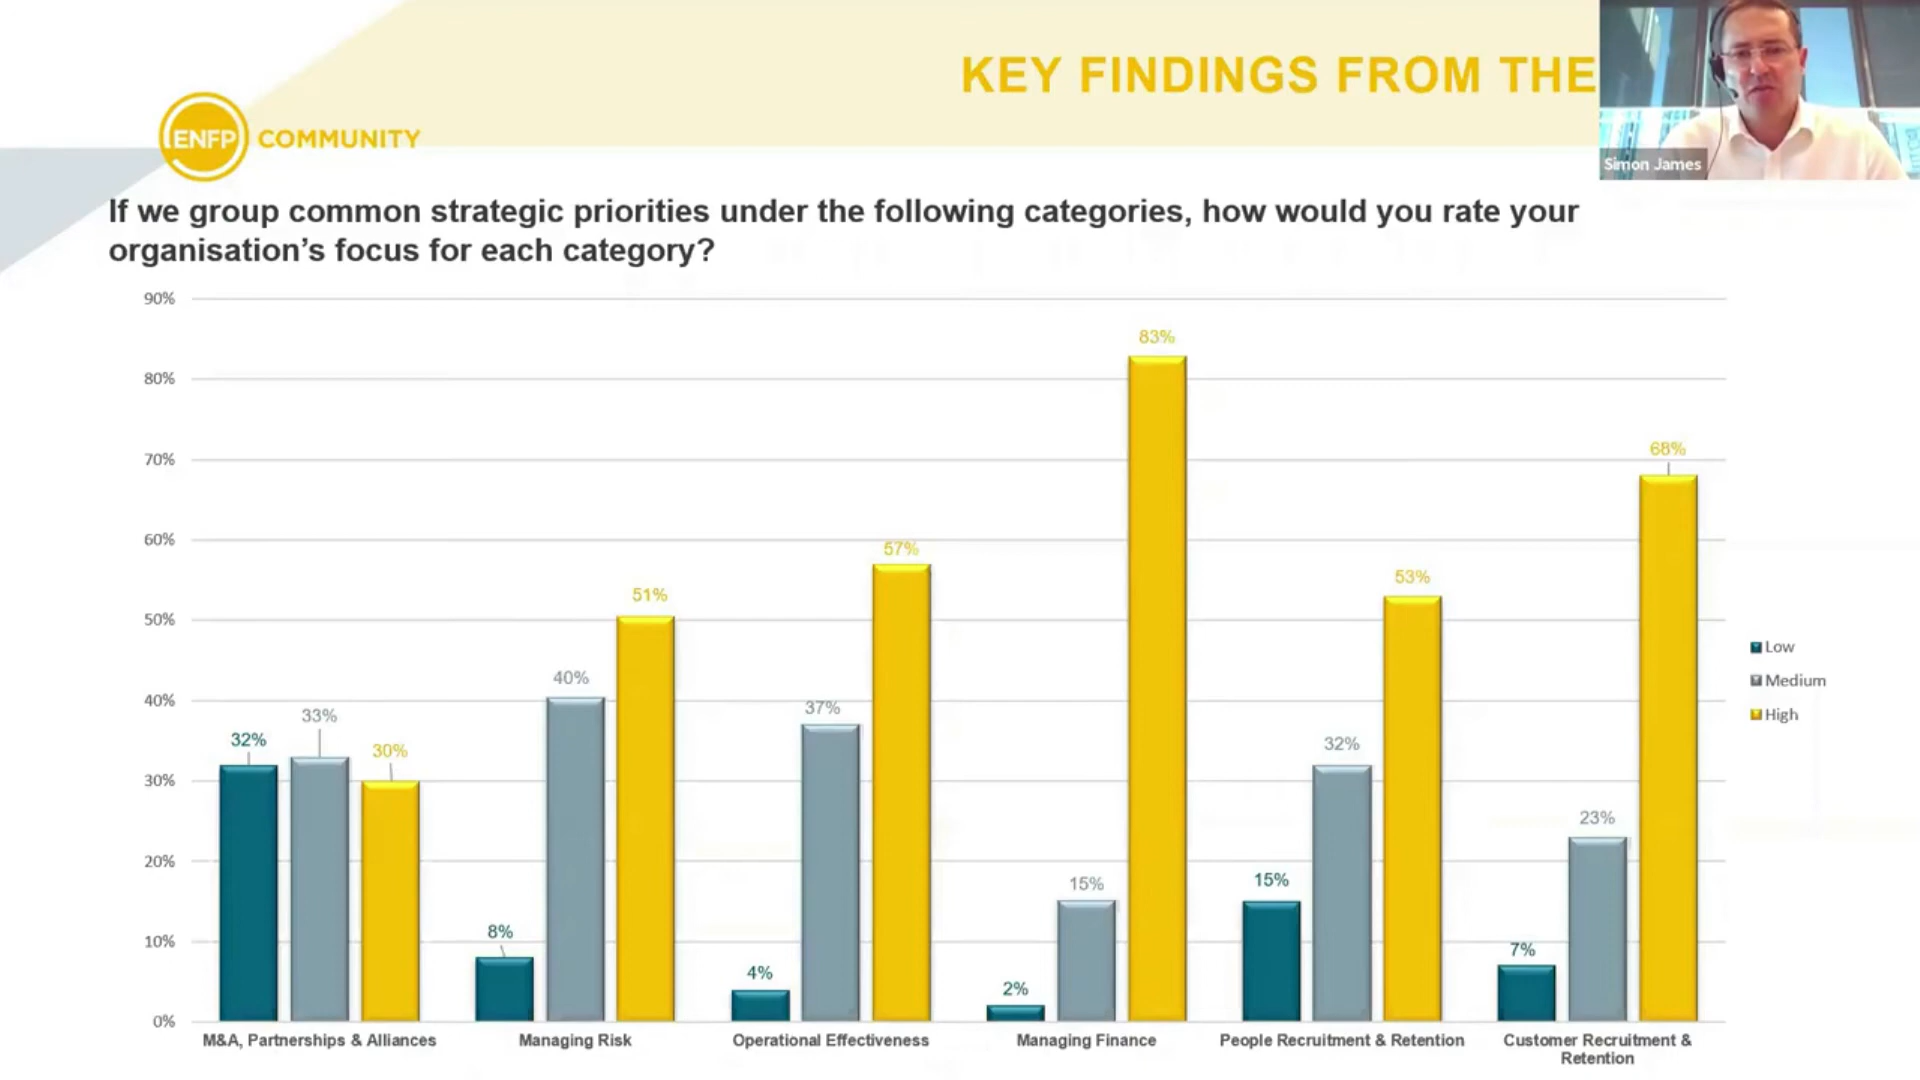 KEY FINDINGS FROM THE
ENFP COMMUNITY
Simon James
If we group common strategic priorities under the following categories, how would you rate your
organisation's focus for each category?
90%
80%
70%
60%
50%
40%
30%
20%
10%
0%
32%
33%
30%
8%
40%
51%
4%
37%
57%
2%
15%
83%
15%
32%
53%
7%
23%
68%
Low
Medium
High
M&A, Partnerships & Alliances
Managing Risk
Operational Effectiveness
Managing Finance
People Recruitment & Retention
Customer Recruitment &
Retention